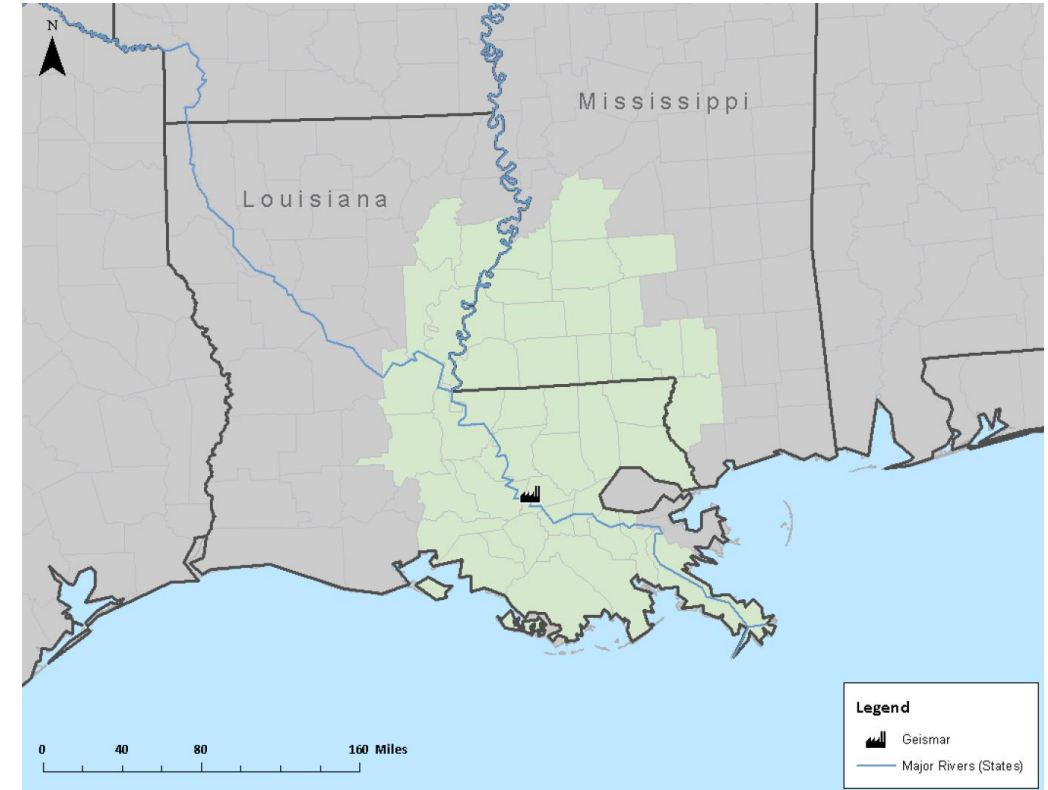 N
Mississippi
Louisiana
0 40 80 160 Miles
Legend
Geismar
Major Rivers (States)